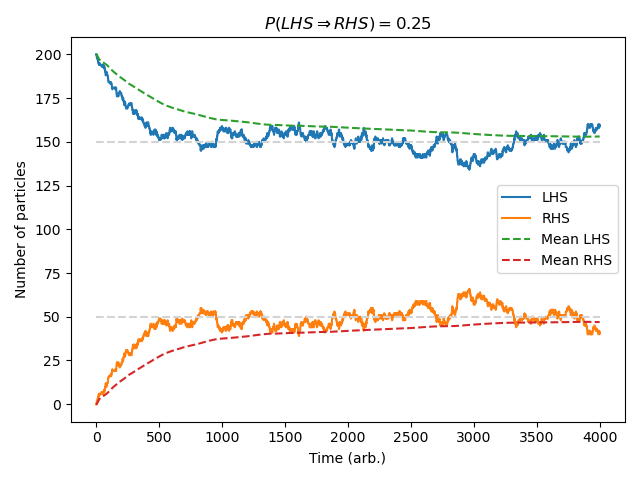 P(LHS⇒RHS) = 0.25
Number of particles
200
175
150
125
100
75
50
25
0
LHS
RHS
Mean LHS
Mean RHS
0 500 1000 1500 2000 2500 3000 3500 4000
Time (arb.)